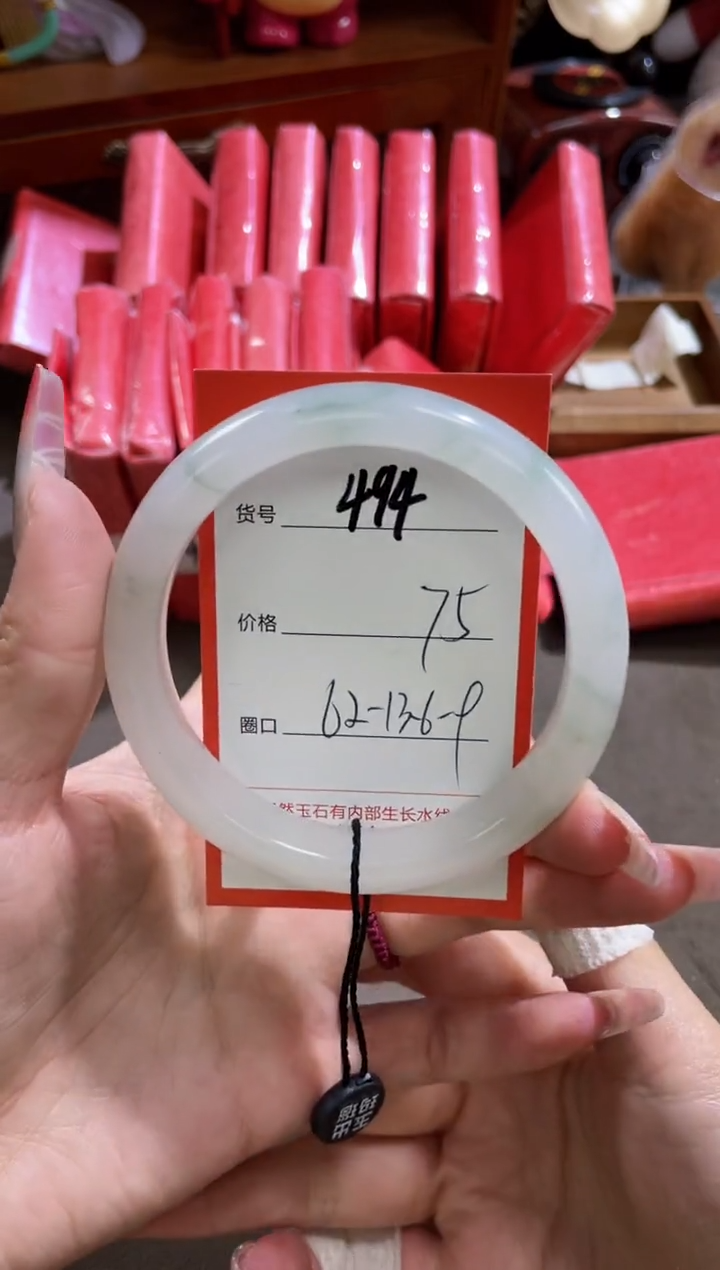 货号 494
价格 75
圈口 62-13.6-9
然玉石有内部生长水线